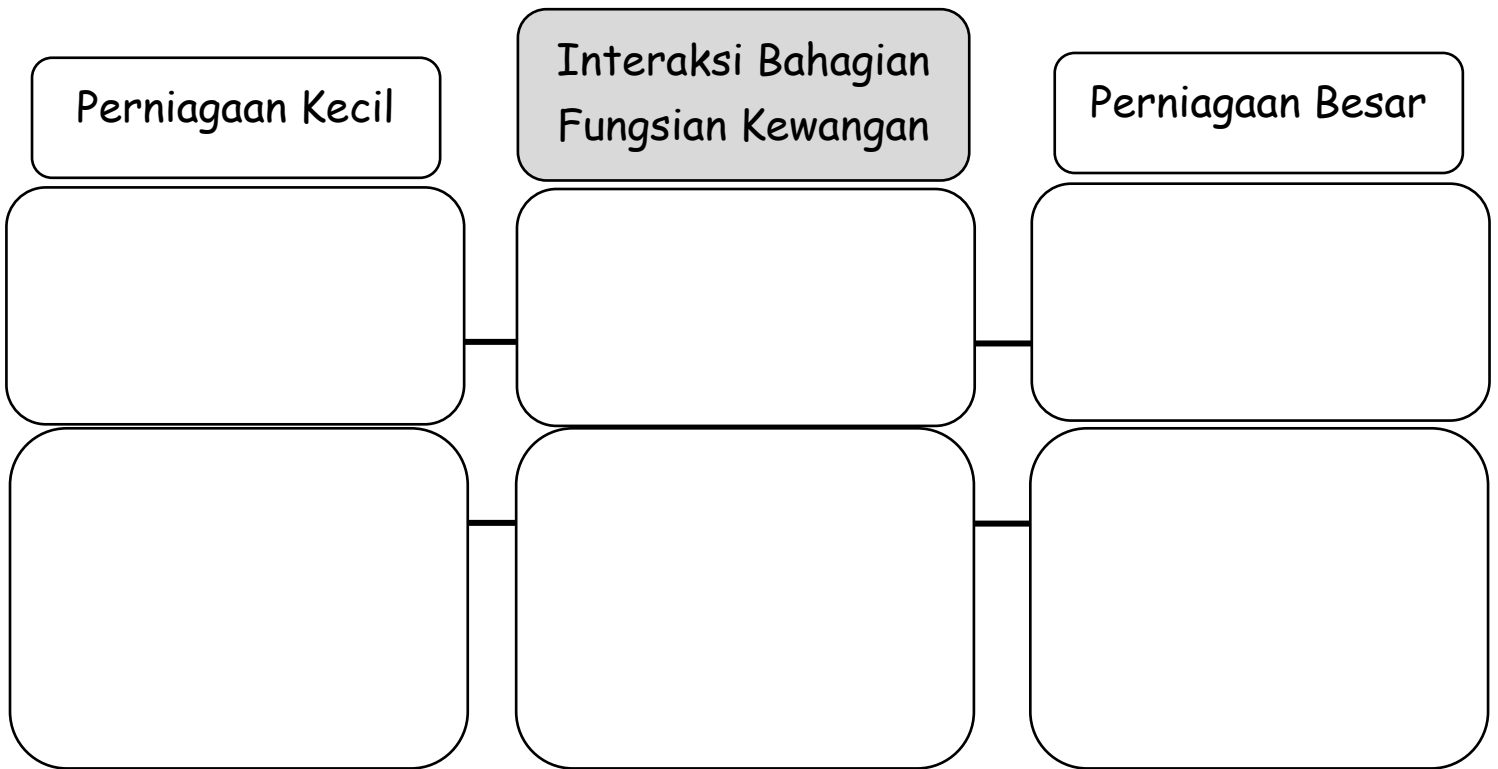 Perniagaan Kecil
Interaksi Bahagian
Fungsian Kewangan
Perniagaan Besar